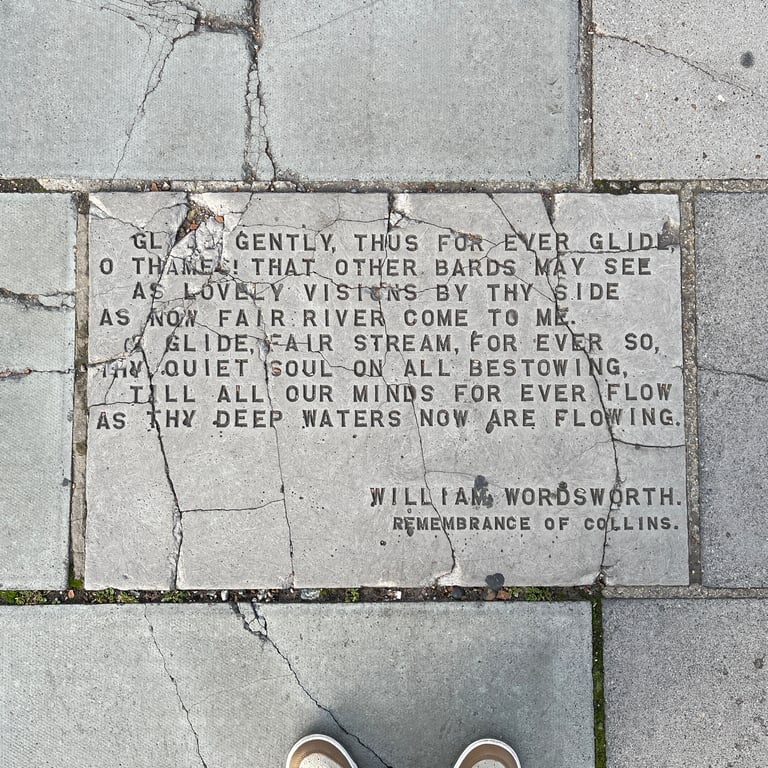 GLIDE GENTLY, THUS FOR EVER GLIDE,
O THAMES! THAT OTHER BARDS MAY SEE
AS LOVELY VISIONS BY THY SIDE
AS NOW FAIR RIVER COME TO ME.
O GLIDE, FAIR STREAM, FOR EVER SO,
THY QUIET SOUL ON ALL BESTOWING,
TILL ALL OUR MINDS FOR EVER FLOW
AS THY DEEP WATERS NOW ARE FLOWING.
WILLIAM WORDSWORTH.
REMEMBRANCE OF COLLINS.